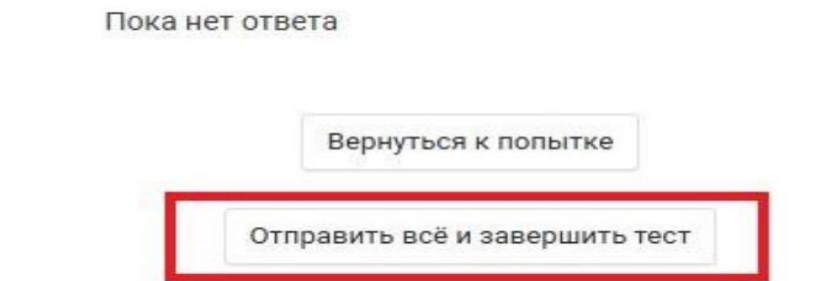 Пока нет ответа
Вернуться к попытке
Отправить всё и завершить тест